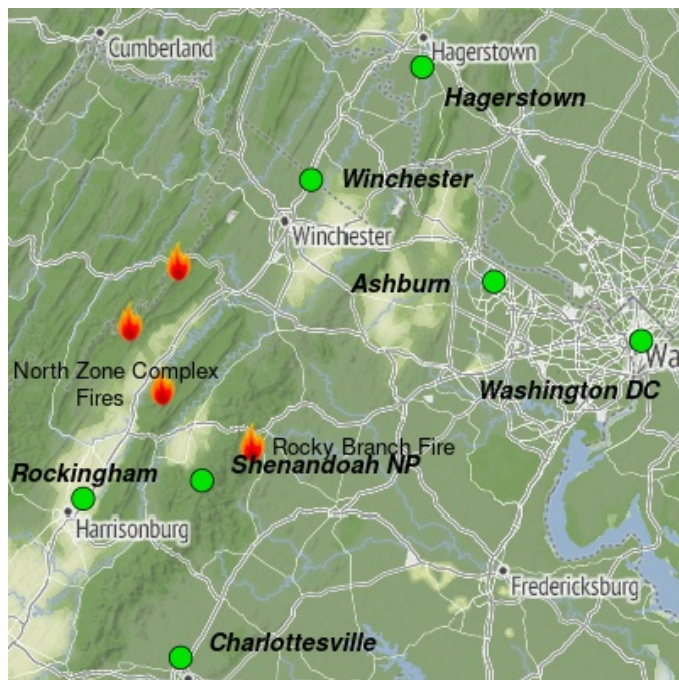 Cumberland
Hagerstown
Hagerstown
Winchester
Winchester
Ashburn
Wa
Washington DC
North Zone Complex
Fires
Rocky Branch Fire
Shenandoah NP
Rockingham
Harrisonburg
Fredericksburg
Charlottesville